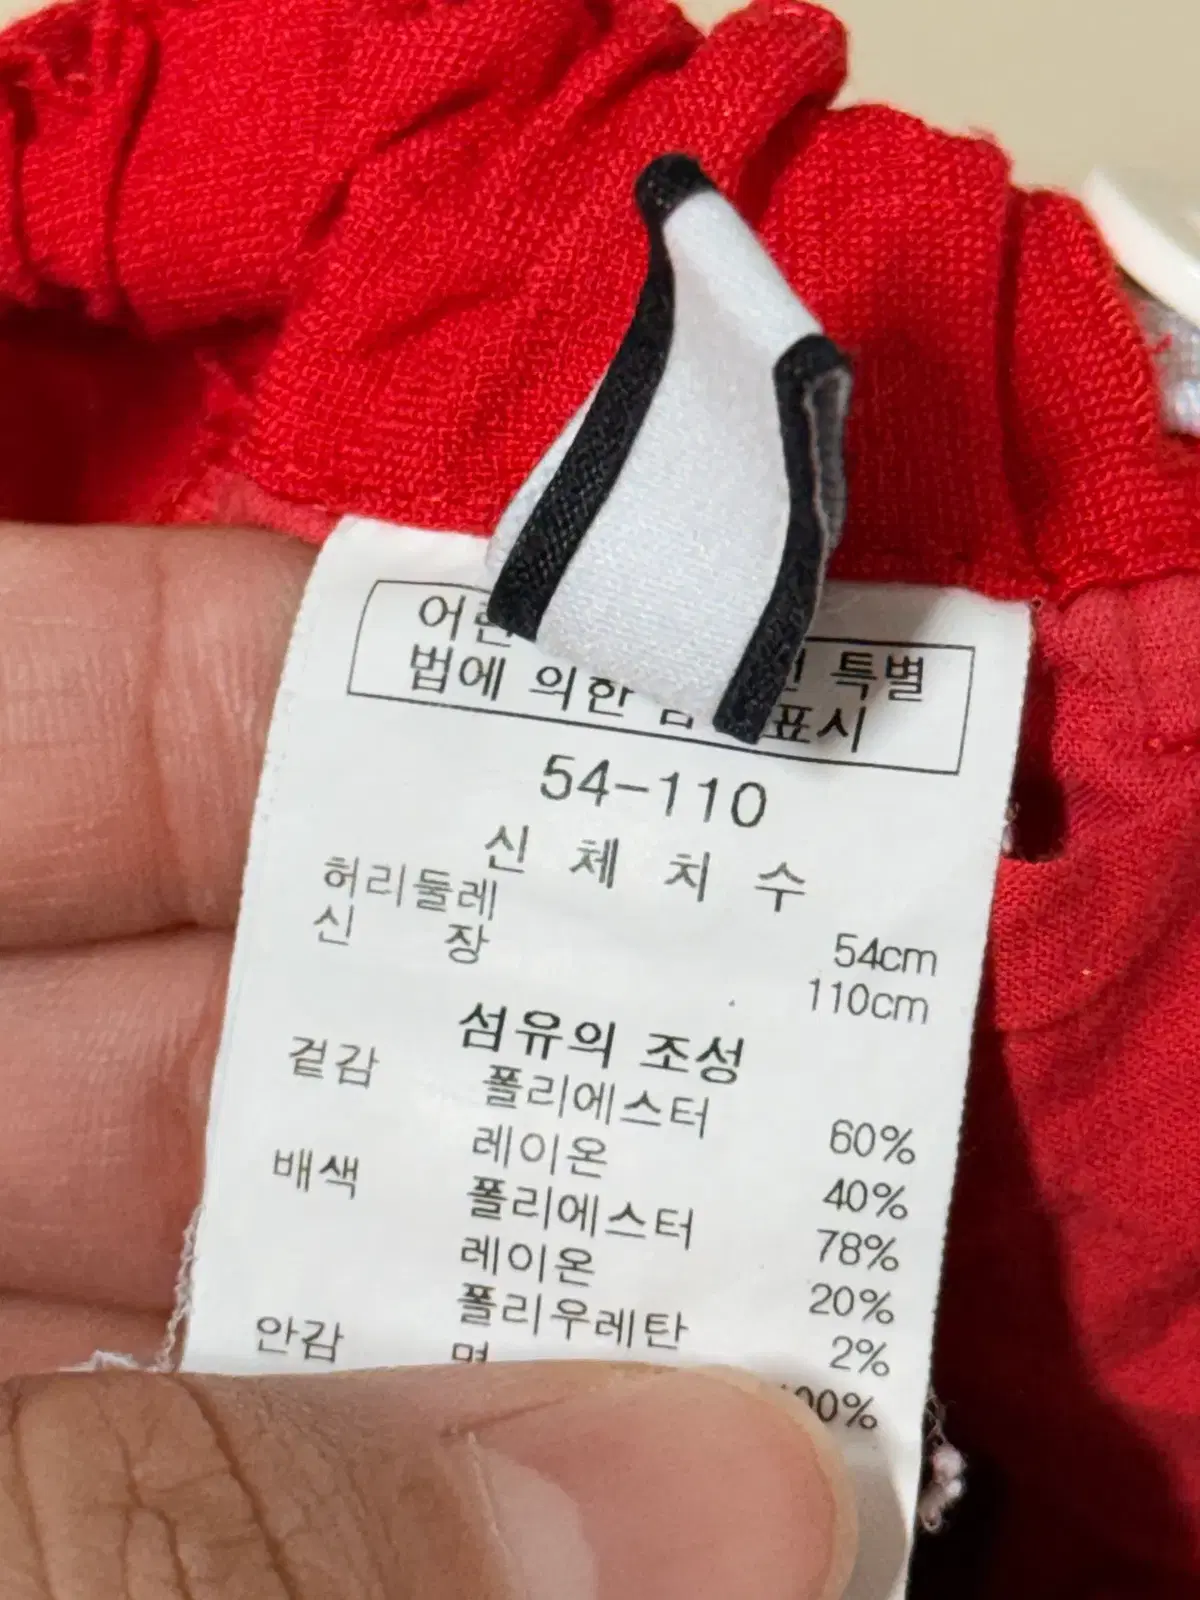 특별
법에 의한 표시
54-110
신 체 치 수
허리둘레 54cm
신 장 110cm
섬유의 조성
겉감 폴리에스터 60%
레이온 40%
배색 폴리에스터 78%
레이온 20%
폴리우레탄 2%
안감